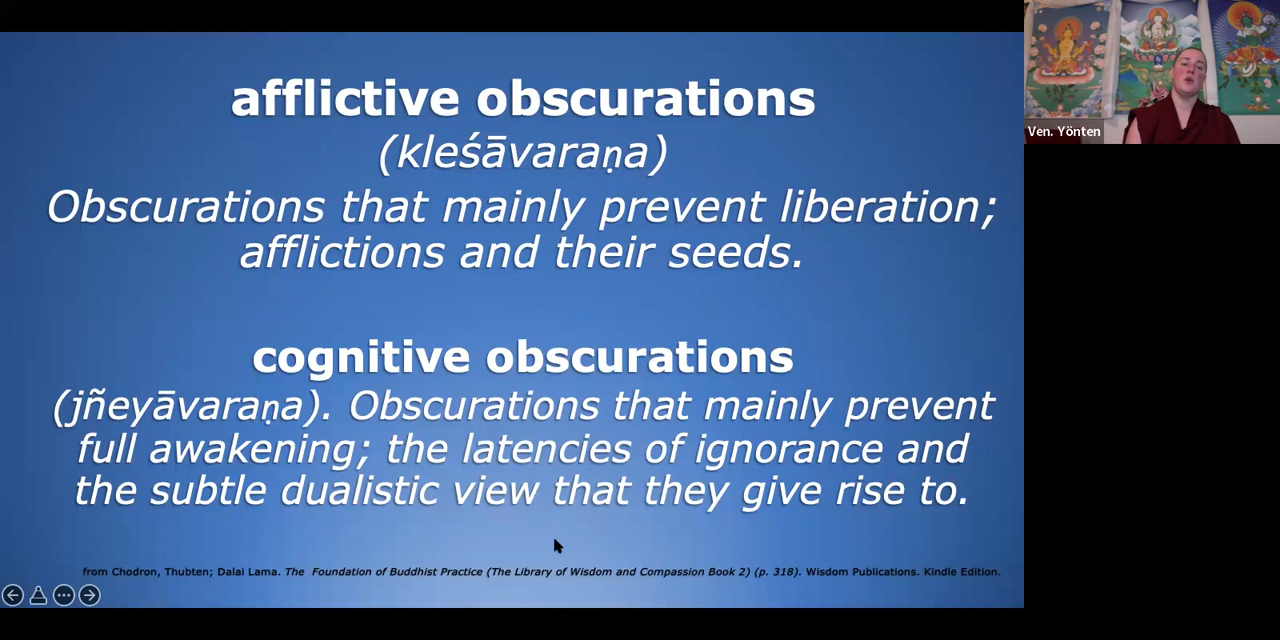 afflictive obscurations
(kleśāvaraṇa)
Obscurations that mainly prevent liberation;
afflictions and their seeds.
cognitive obscurations
(jñeyāvaraṇa). Obscurations that mainly prevent
full awakening; the latencies of ignorance and
the subtle dualistic view that they give rise to.
from Chodron, Thubten; Dalai Lama. The Foundation of Buddhist Practice (The Library of Wisdom and Compassion Book 2) (p. 318). Wisdom Publications. Kindle Edition.
Ven. Yönten